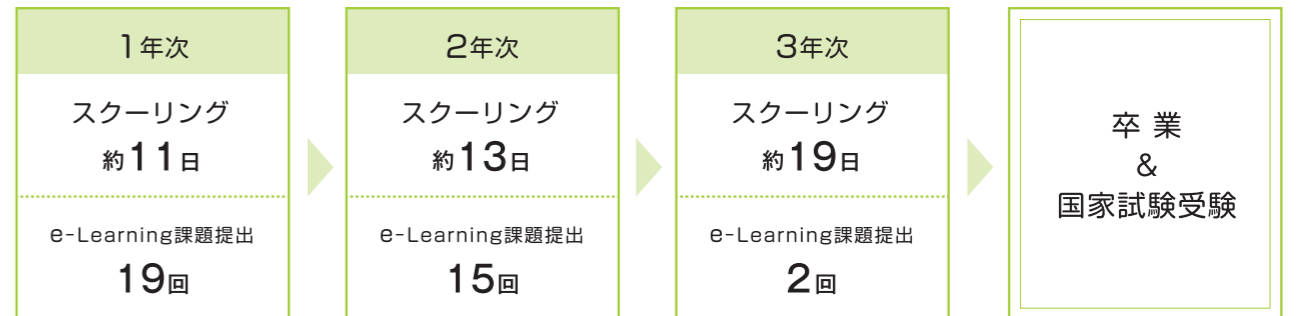 1年次
スクーリング
約11日
e-Learning課題提出
19回
2年次
スクーリング
約13日
e-Learning課題提出
15回
3年次
スクーリング
約19日
e-Learning課題提出
2回
卒業
&
国家試験受験